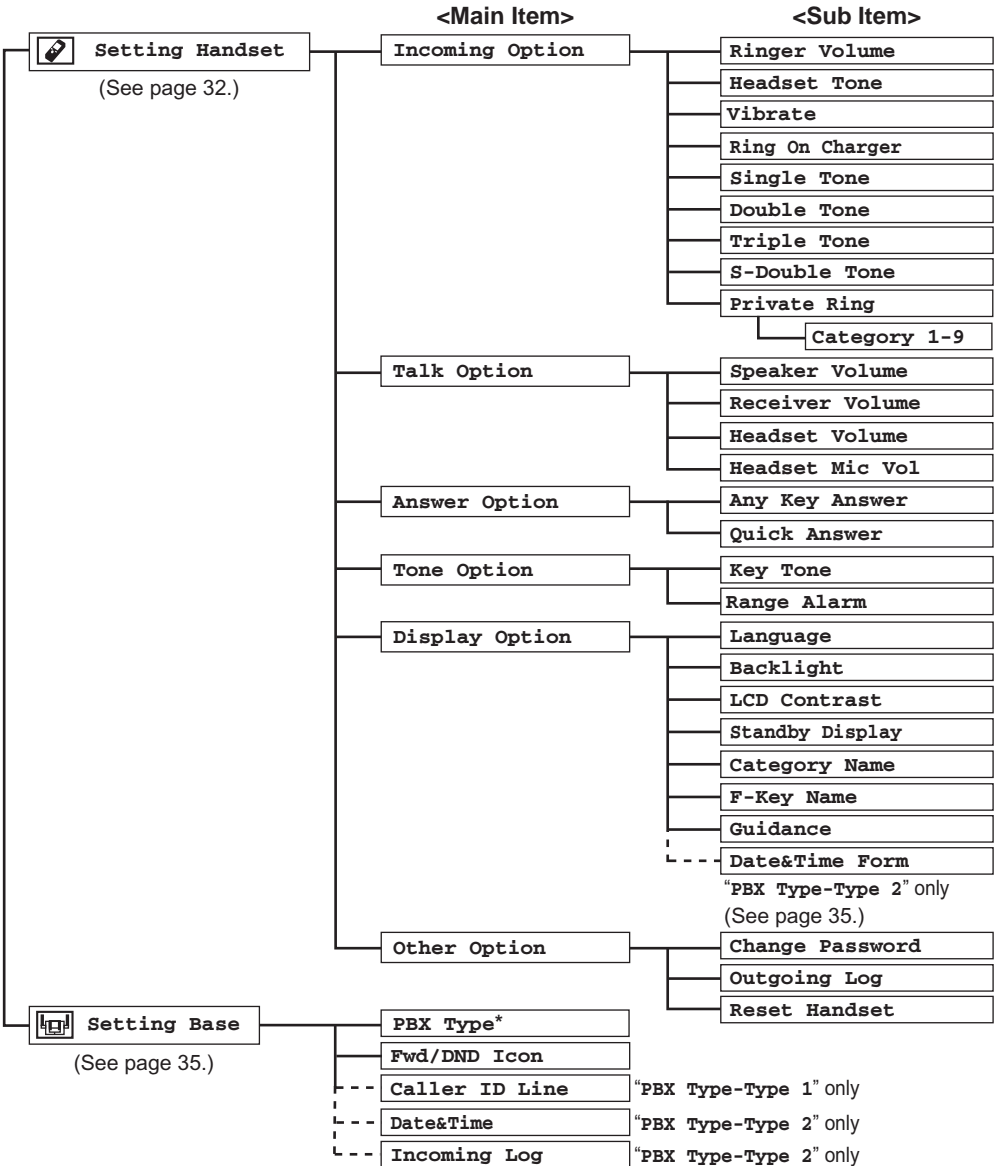 <Main Item> <Sub Item>
Setting Handset Incoming Option Ringer Volume
(See page 32.) Headset Tone
Vibrate
Ring On Charger
Single Tone
Double Tone
Triple Tone
S-Double Tone
Private Ring
Category 1-9
Talk Option Speaker Volume
Receiver Volume
Headset Volume
Headset Mic Vol
Answer Option Any Key Answer
Quick Answer
Tone Option Key Tone
Range Alarm
Display Option Language
Backlight
LCD Contrast
Standby Display
Category Name
F-Key Name
Guidance
Date&Time Form
“PBX Type-Type 2” only
(See page 35.)
Other Option Change Password
Outgoing Log
Reset Handset
Setting Base PBX Type*
(See page 35.) Fwd/DND Icon
Caller ID Line “PBX Type-Type 1” only
Date&Time “PBX Type-Type 2” only
Incoming Log “PBX Type-Type 2” only